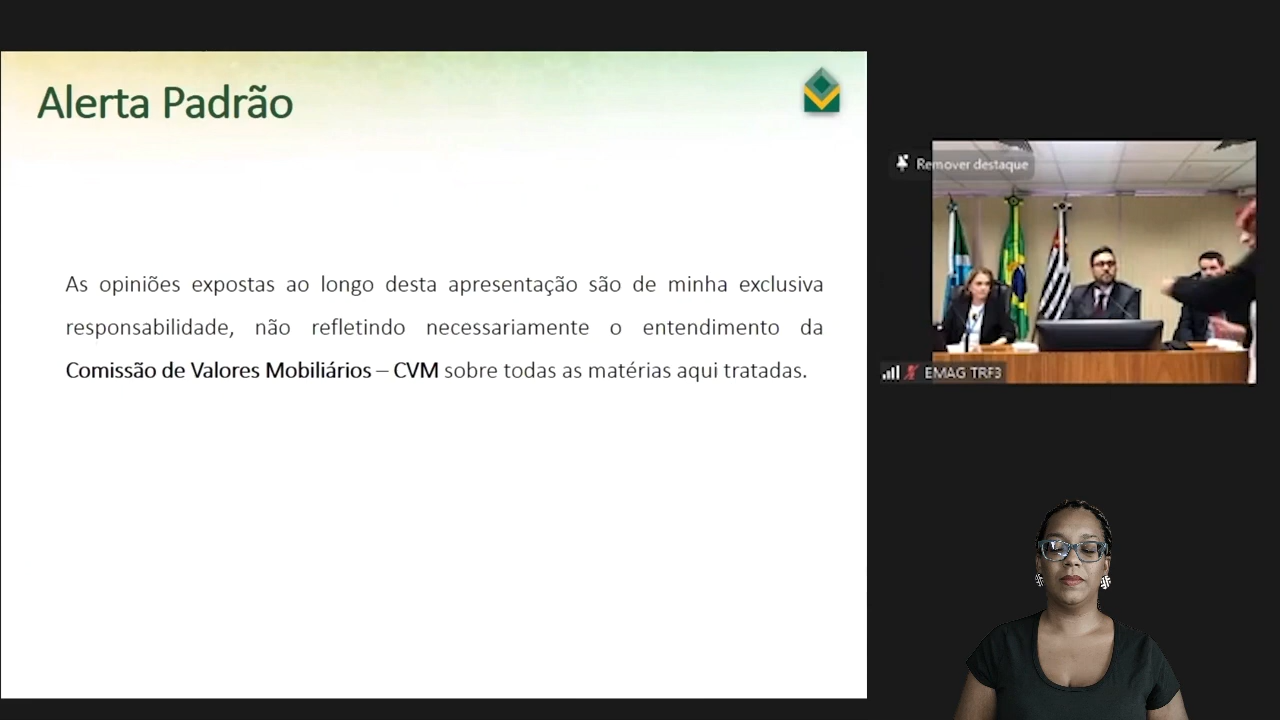 Alerta Padrão
As opiniões expostas ao longo desta apresentação são de minha exclusiva
responsabilidade, não refletindo necessariamente o entendimento da
Comissão de Valores Mobiliários – CVM sobre todas as matérias aqui tratadas.
Remover destaque
EMAG TRF3